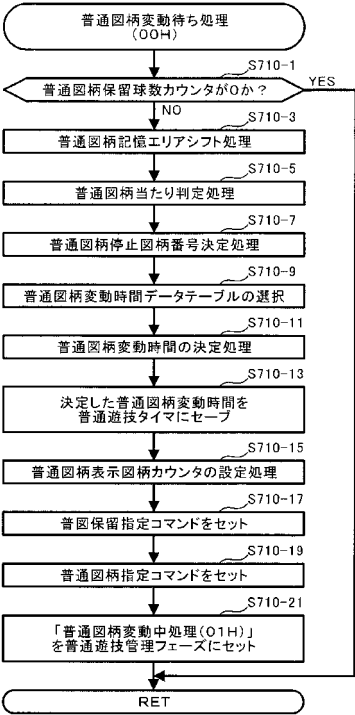 普通図柄変動待ち処理
(00H)
S710-1
普通図柄保留球数カウンタが0か?
YES
NO
S710-3
普通図柄記憶エリアシフト処理
S710-5
普通図柄当たり判定処理
S710-7
普通図柄停止図柄番号決定処理
S710-9
普通図柄変動時間データテーブルの選択
S710-11
普通図柄変動時間の決定処理
S710-13
決定した普通図柄変動時間を
普通遊技タイマにセーブ
S710-15
普通図柄表示図柄カウンタの設定処理
S710-17
普図保留指定コマンドをセット
S710-19
普通図柄指定コマンドをセット
S710-21
「普通図柄変動中処理(01H)」
を普通遊技管理フェーズにセット
RET